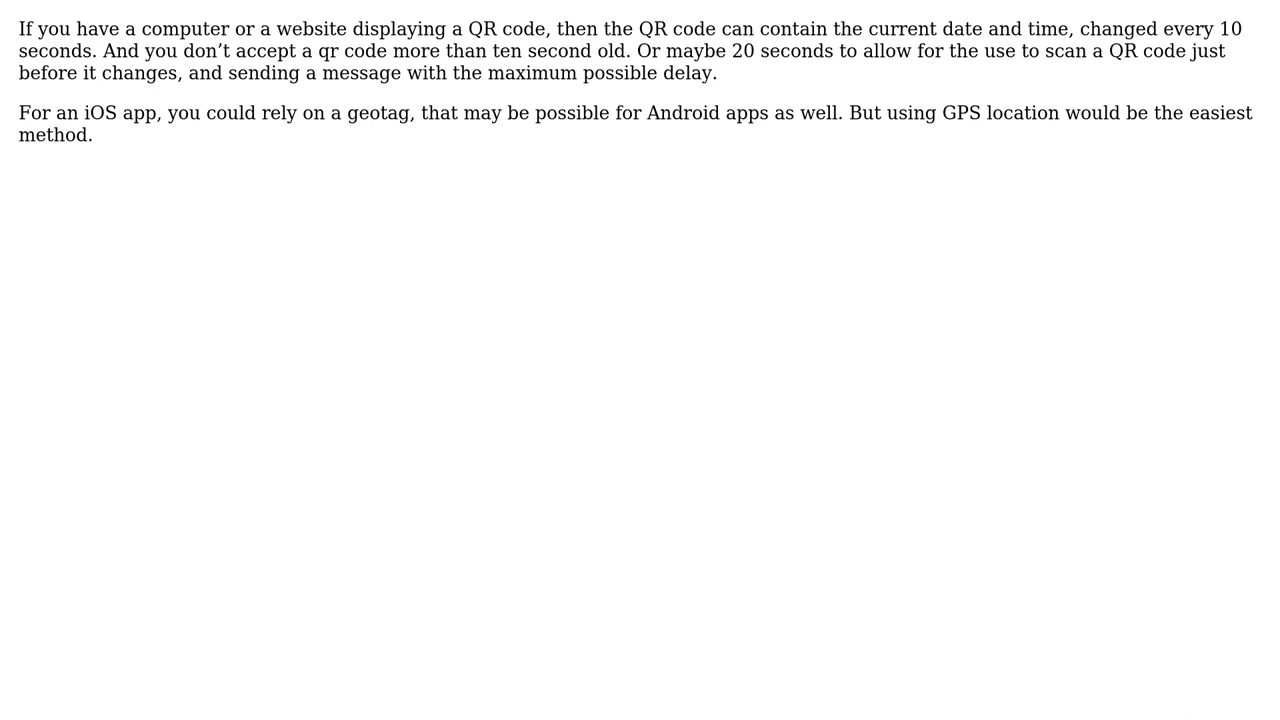 If you have a computer or a website displaying a QR code, then the QR code can contain the current date and time, changed every 10
seconds. And you don’t accept a qr code more than ten second old. Or maybe 20 seconds to allow for the use to scan a QR code just
before it changes, and sending a message with the maximum possible delay.
For an iOS app, you could rely on a geotag, that may be possible for Android apps as well. But using GPS location would be the easiest
method.